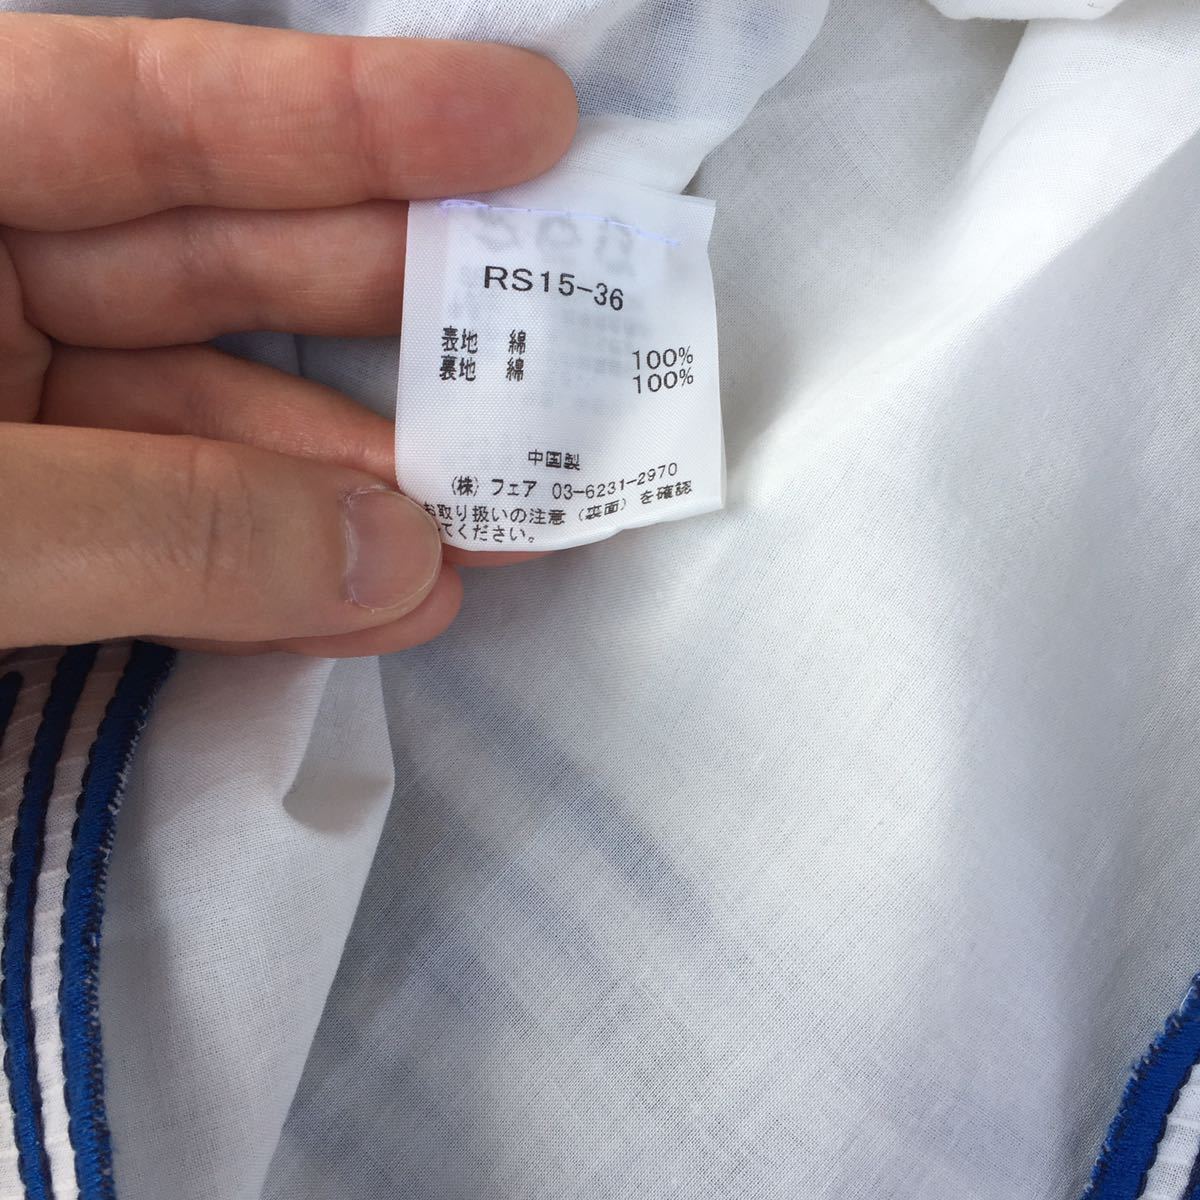 RS15-36
表地 綿 100%
裏地 綿 100%
中国製
(株) フェア 03-6231-2970
お取り扱いの注意 (裏面) を確認
てください。